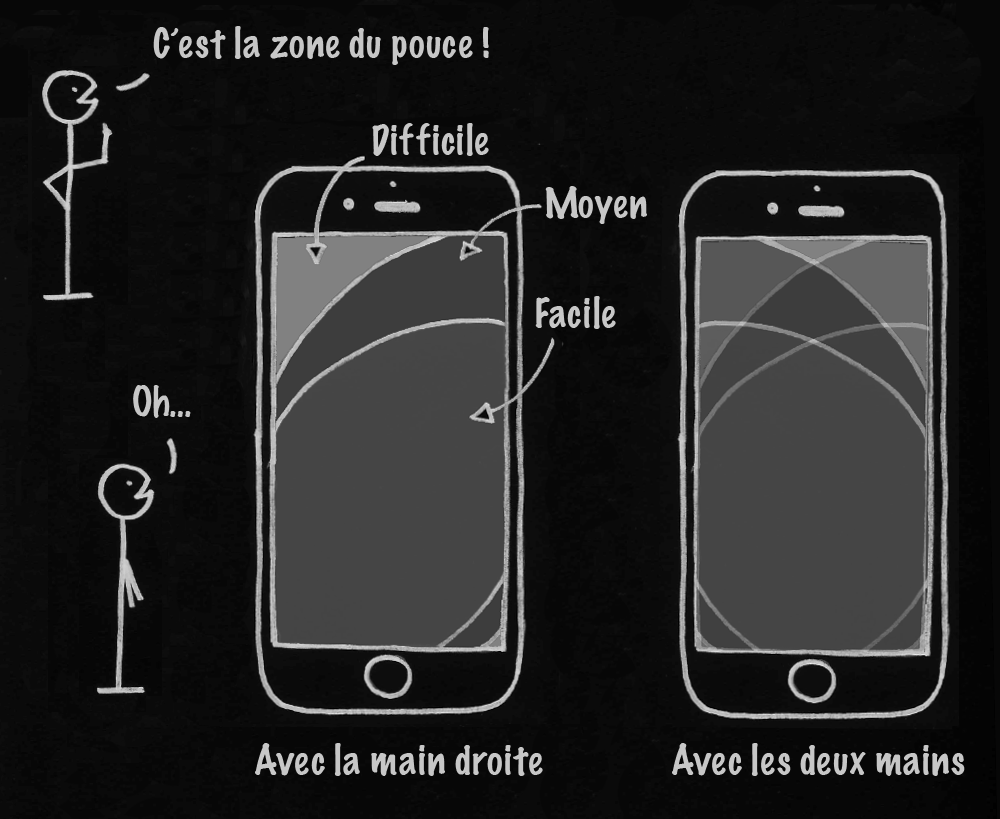 C'est la zone du pouce !
Difficile
Moyen
Facile
Oh...
Avec la main droite
Avec les deux mains